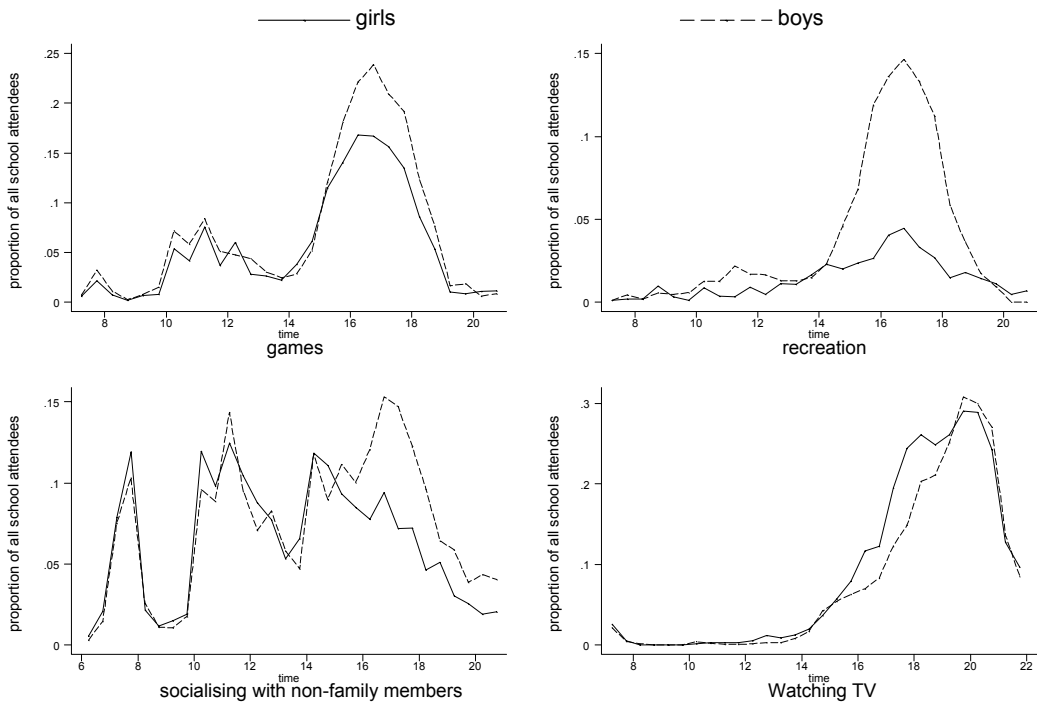 girls boys
proportion of all school attendees
.25
.2
.15
.1
.05
0
8 10 12 14 16 18 20
time
games
proportion of all school attendees
.15
.1
.05
0
8 10 12 14 16 18 20
time
recreation
proportion of all school attendees
.15
.1
.05
0
6 8 10 12 14 16 18 20
time
socialising with non-family members
proportion of all school attendees
.3
.2
.1
0
8 10 12 14 16 18 20 22
time
Watching TV